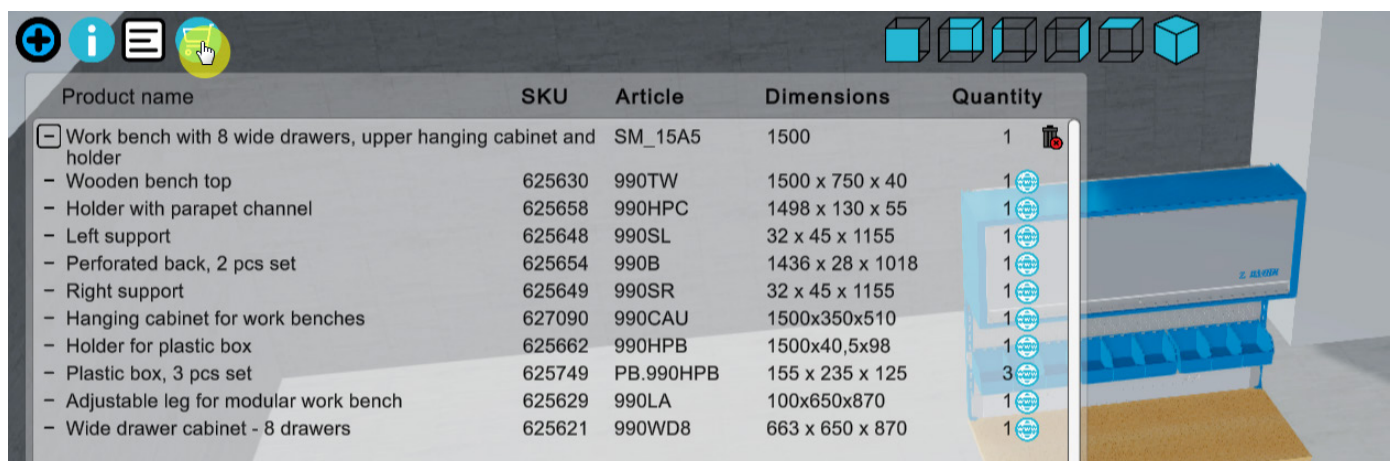 Product name SKU Article Dimensions Quantity
Work bench with 8 wide drawers, upper hanging cabinet and SM_15A5 1500 1
holder
– Wooden bench top 625630 990TW 1500 x 750 x 40 1
– Holder with parapet channel 625658 990HPC 1498 x 130 x 55 1
– Left support 625648 990SL 32 x 45 x 1155 1
– Perforated back, 2 pcs set 625654 990B 1436 x 28 x 1018 1
– Right support 625649 990SR 32 x 45 x 1155 1
– Hanging cabinet for work benches 627090 990CAU 1500x350x510 1
– Holder for plastic box 625662 990HPB 1500x40,5x98 1
– Plastic box, 3 pcs set 625749 PB.990HPB 155 x 235 x 125 3
– Adjustable leg for modular work bench 625629 990LA 100x650x870 1
– Wide drawer cabinet - 8 drawers 625621 990WD8 663 x 650 x 870 1